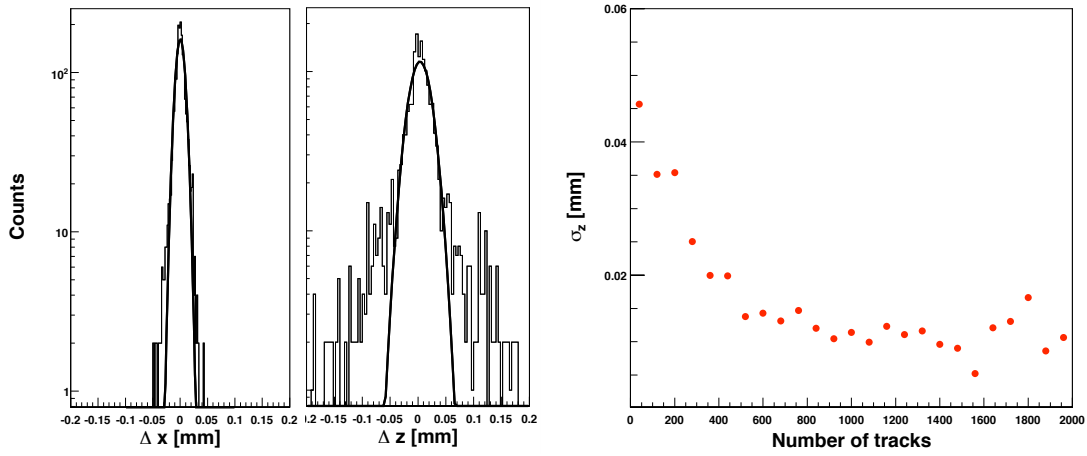 Counts
10²
10
1
-0.2 -0.15 -0.1 -0.05 0 0.05 0.1 0.15 0.2
Δ x [mm]
-0.15 -0.1 -0.05 0 0.05 0.1 0.15 0.2
Δ z [mm]
σz [mm]
0.06
0.04
0.02
0 200 400 600 800 1000 1200 1400 1600 1800 2000
Number of tracks